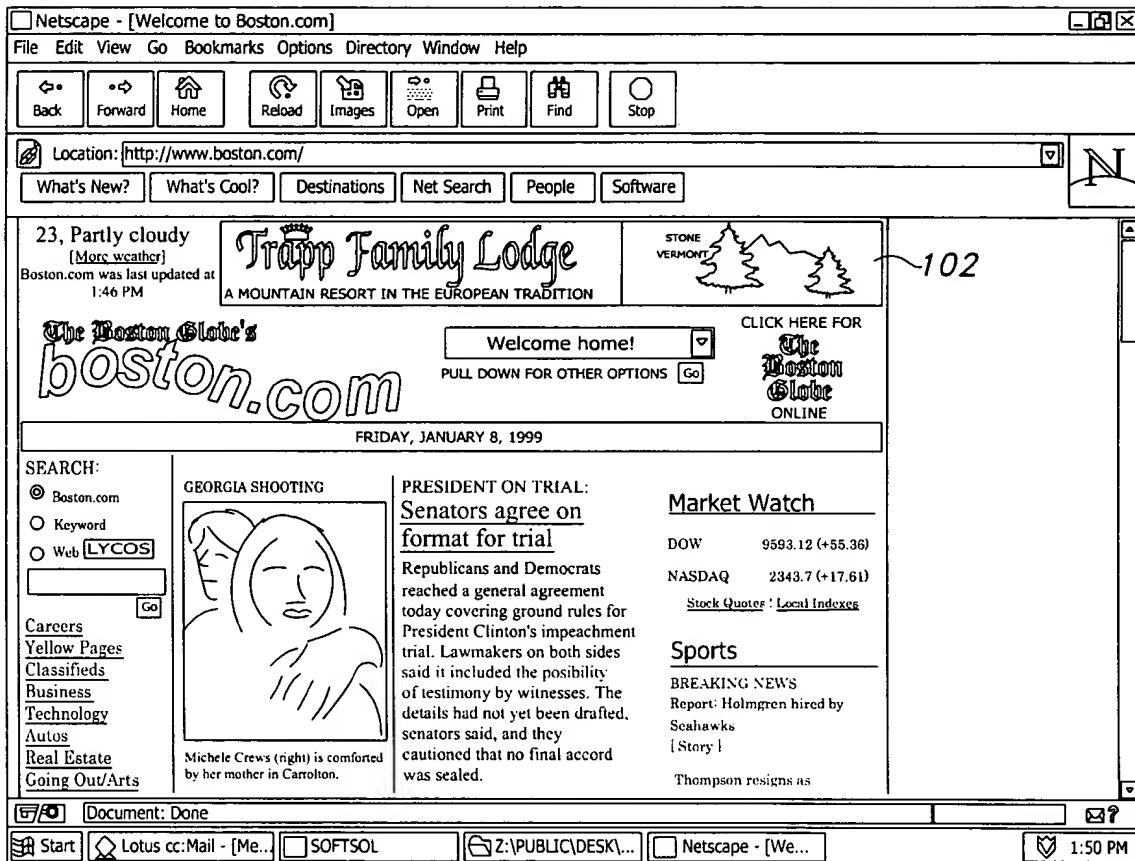 Netscape - [Welcome to Boston.com]
File Edit View Go Bookmarks Options Directory Window Help
Back Forward Home Reload Images Open Print Find Stop
Location: http://www.boston.com/
N
What's New? What's Cool? Destinations Net Search People Software
23, Partly cloudy
[More weather]
Boston.com was last updated at
1:46 PM
Trapp Family Lodge
A MOUNTAIN RESORT IN THE EUROPEAN TRADITION
STONE
VERMONT
102
The Boston Globe's
boston.com
Welcome home!
PULL DOWN FOR OTHER OPTIONS Go
CLICK HERE FOR
The
Boston
Globe
ONLINE
FRIDAY, JANUARY 8, 1999
SEARCH:
Boston.com
Keyword
Web LYCOS
Go
Careers
Yellow Pages
Classifieds
Business
Technology
Autos
Real Estate
Going Out/Arts
GEORGIA SHOOTING
Michele Crews (right) is comforted
by her mother in Carrolton.
PRESIDENT ON TRIAL:
Senators agree on
format for trial
Republicans and Democrats
reached a general agreement
today covering ground rules for
President Clinton's impeachment
trial. Lawmakers on both sides
said it included the posibility
of testimony by witnesses. The
details had not yet been drafted,
senators said, and they
cautioned that no final accord
was sealed.
Market Watch
DOW 9593.12 (+55.36)
NASDAQ 2343.7 (+17.61)
Stock Quotes ¦ Local Indexes
Sports
BREAKING NEWS
Report: Holmgren hired by
Seahawks
[ Story ]
Thompson resigns as
Document: Done
?
Start Lotus cc:Mail - [Me... SOFTSOL Z:\PUBLIC\DESK\... Netscape - [We... 1:50 PM